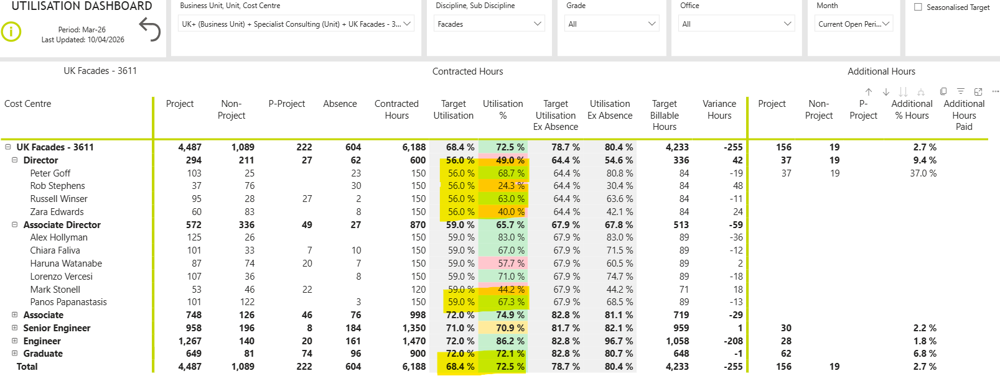 UTILISATION DASHBOARD
Period: Mar-26
Last Updated: 10/04/2026
Business Unit, Unit, Cost Centre
UK+ (Business Unit) + Specialist Consulting (Unit) + UK Facades - 3...
Discipline, Sub Discipline
Facades
Grade
All
Office
All
Month
Current Open Peri...
Seasonalised Target
UK Facades - 3611
Contracted Hours
Additional Hours
Cost Centre Project Non-Project P-Project Absence Contracted Hours Target Utilisation Utilisation % Target Utilisation Ex Absence Utilisation Ex Absence Target Billable Hours Variance Hours Project Non-Project P-Project Additional % Hours Additional Hours Paid
UK Facades - 3611 4,487 1,089 222 604 6,188 68.4 % 72.5 % 78.7 % 80.4 % 4,233 -255 156 19 2.7 %
Director 294 211 27 62 600 56.0 % 49.0 % 64.4 % 54.6 % 336 42 37 19 9.4 %
Peter Goff 103 25 23 150 56.0 % 68.7 % 64.4 % 80.8 % 84 -19 37 19 37.0 %
Rob Stephens 37 76 30 150 56.0 % 24.3 % 64.4 % 30.4 % 84 48
Russell Winser 95 28 27 2 150 56.0 % 63.0 % 64.4 % 63.6 % 84 -11
Zara Edwards 60 83 8 150 56.0 % 40.0 % 64.4 % 42.1 % 84 24
Associate Director 572 336 49 27 870 59.0 % 65.7 % 67.9 % 67.8 % 513 -59
Alex Hollyman 125 26 150 59.0 % 83.0 % 67.9 % 83.0 % 89 -36
Chiara Faliva 101 33 7 10 150 59.0 % 67.0 % 67.9 % 71.5 % 89 -12
Haruna Watanabe 87 74 20 7 150 59.0 % 57.7 % 67.9 % 60.5 % 89 2
Lorenzo Vercesi 107 36 8 150 59.0 % 71.0 % 67.9 % 74.7 % 89 -18
Mark Stonell 53 46 22 120 59.0 % 44.2 % 67.9 % 44.2 % 71 18
Panos Papanastasis 101 122 3 150 59.0 % 67.3 % 67.9 % 68.5 % 89 -13
Associate 748 126 46 76 998 72.0 % 74.9 % 82.8 % 81.1 % 719 -29
Senior Engineer 958 196 8 184 1,350 71.0 % 70.9 % 81.7 % 82.1 % 959 1 30 2.2 %
Engineer 1,267 140 20 161 1,470 72.0 % 86.2 % 82.8 % 96.7 % 1,058 -208 28 1.8 %
Graduate 649 81 74 96 900 72.0 % 72.1 % 82.8 % 80.7 % 648 -1 62 6.8 %
Total 4,487 1,089 222 604 6,188 68.4 % 72.5 % 78.7 % 80.4 % 4,233 -255 156 19 2.7 %